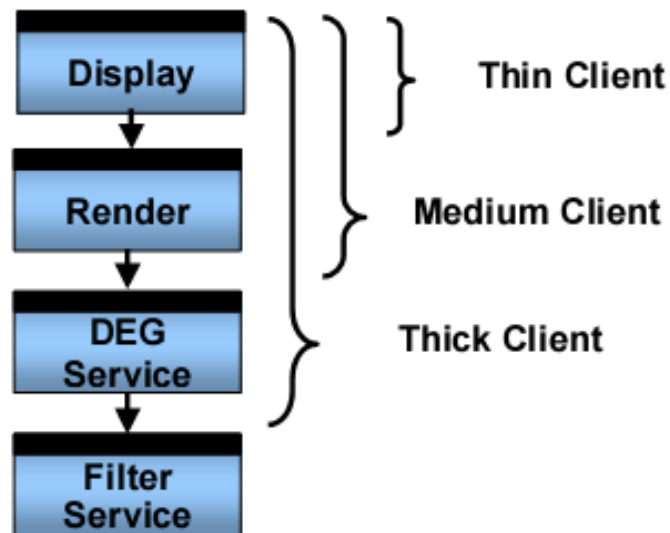 Display
Thin Client
Render
Medium Client
DEG
Service
Thick Client
Filter
Service